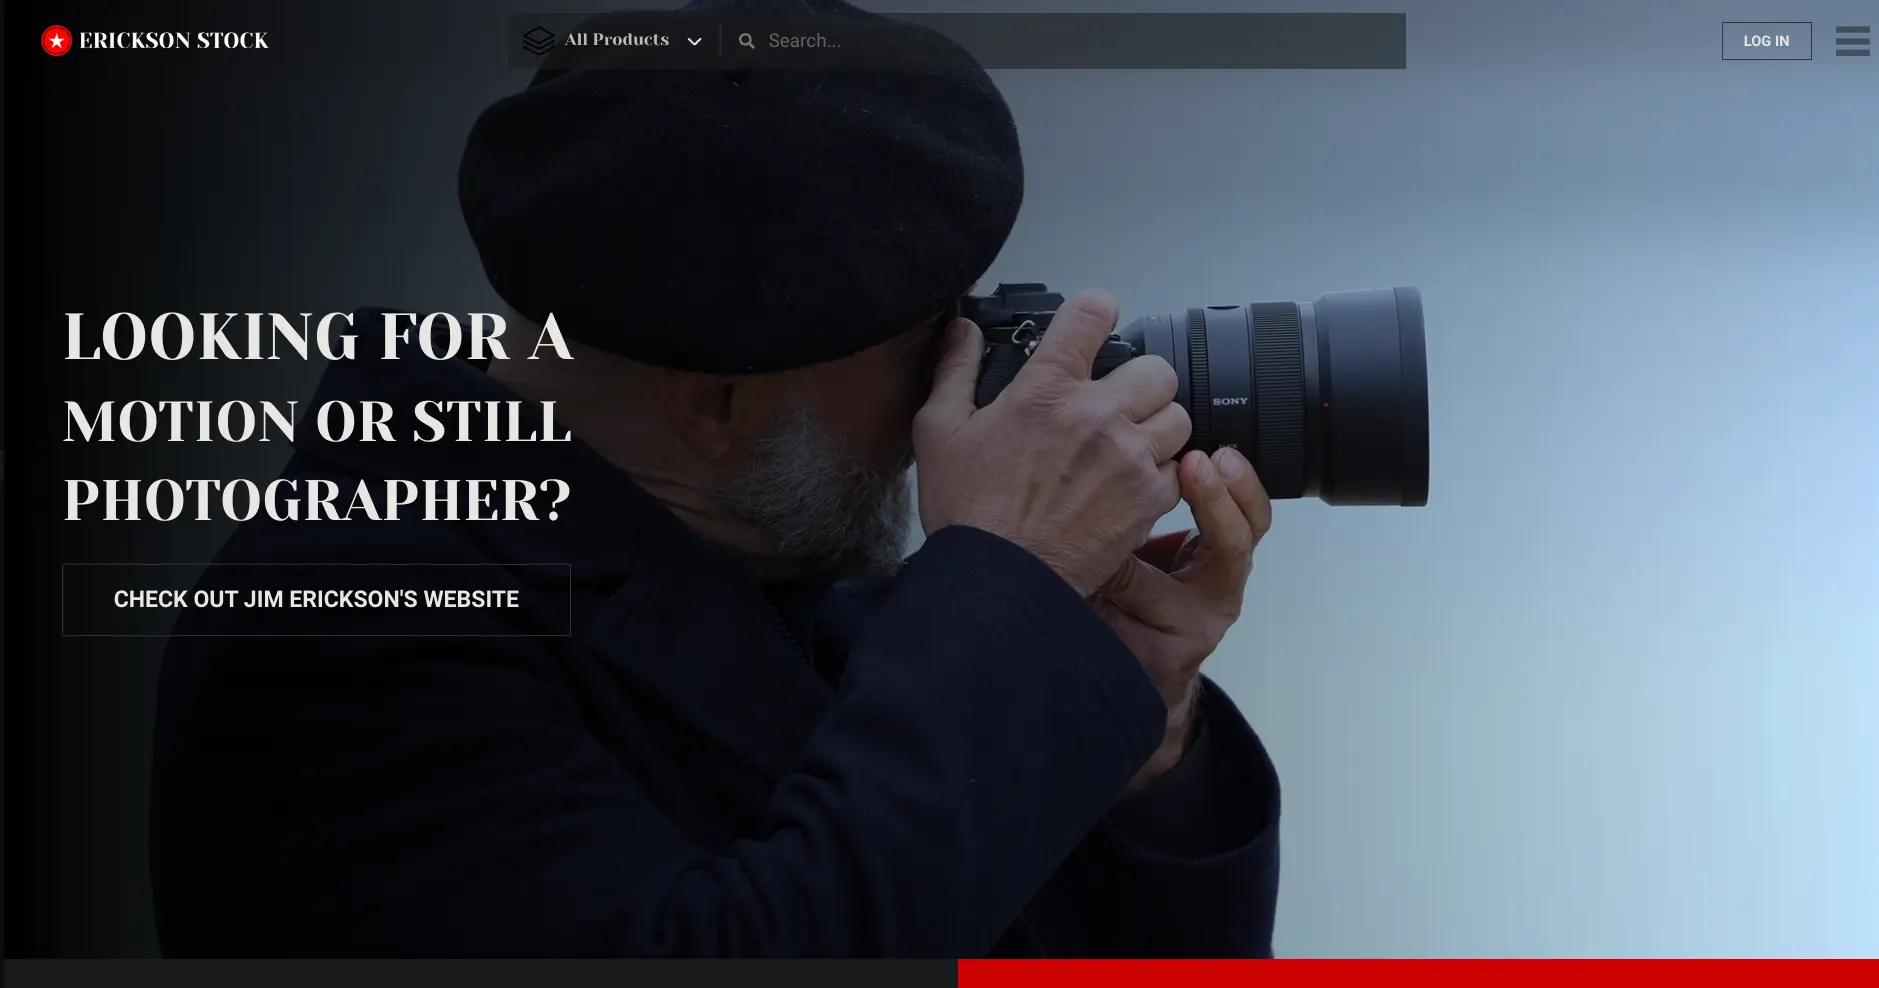 ERICKSON STOCK
All Products
Search...
LOG IN
LOOKING FOR A
MOTION OR STILL
PHOTOGRAPHER?
CHECK OUT JIM ERICKSON'S WEBSITE
SONY